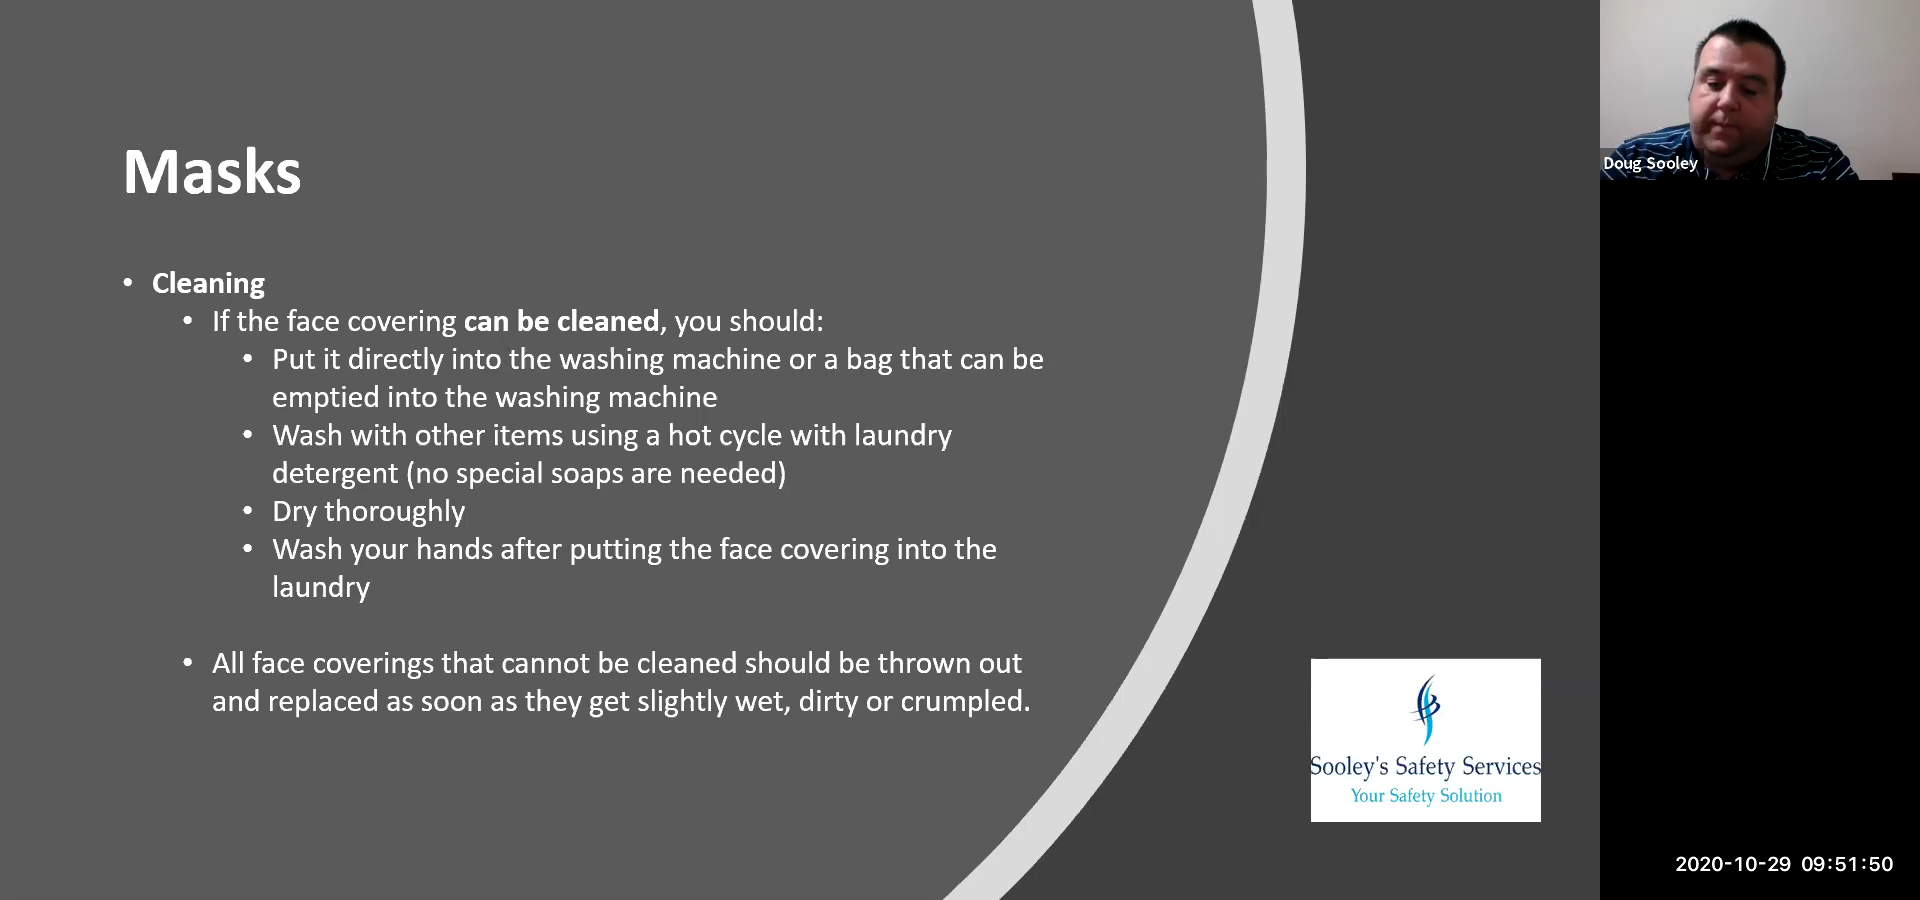 Masks
• Cleaning
• If the face covering can be cleaned, you should:
• Put it directly into the washing machine or a bag that can be
emptied into the washing machine
• Wash with other items using a hot cycle with laundry
detergent (no special soaps are needed)
• Dry thoroughly
• Wash your hands after putting the face covering into the
laundry
• All face coverings that cannot be cleaned should be thrown out
and replaced as soon as they get slightly wet, dirty or crumpled.
Sooley's Safety Services
Your Safety Solution
Doug Sooley
2020-10-29 09:51:50